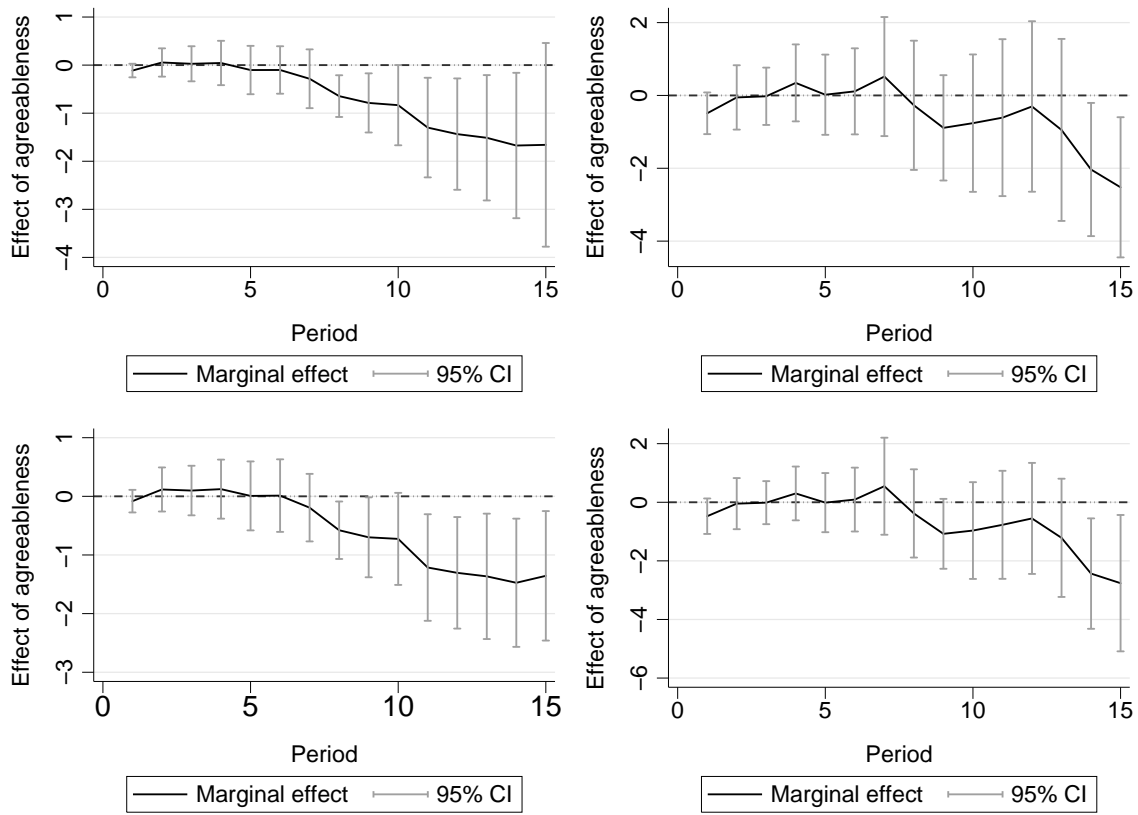 Effect of agreeableness
1
0
−1
−2
−3
−4
0 5 10 15
Period
Marginal effect 95% CI
Effect of agreeableness
2
0
−2
−4
0 5 10 15
Period
Marginal effect 95% CI
Effect of agreeableness
1
0
−1
−2
−3
0 5 10 15
Period
Marginal effect 95% CI
Effect of agreeableness
2
0
−2
−4
−6
0 5 10 15
Period
Marginal effect 95% CI